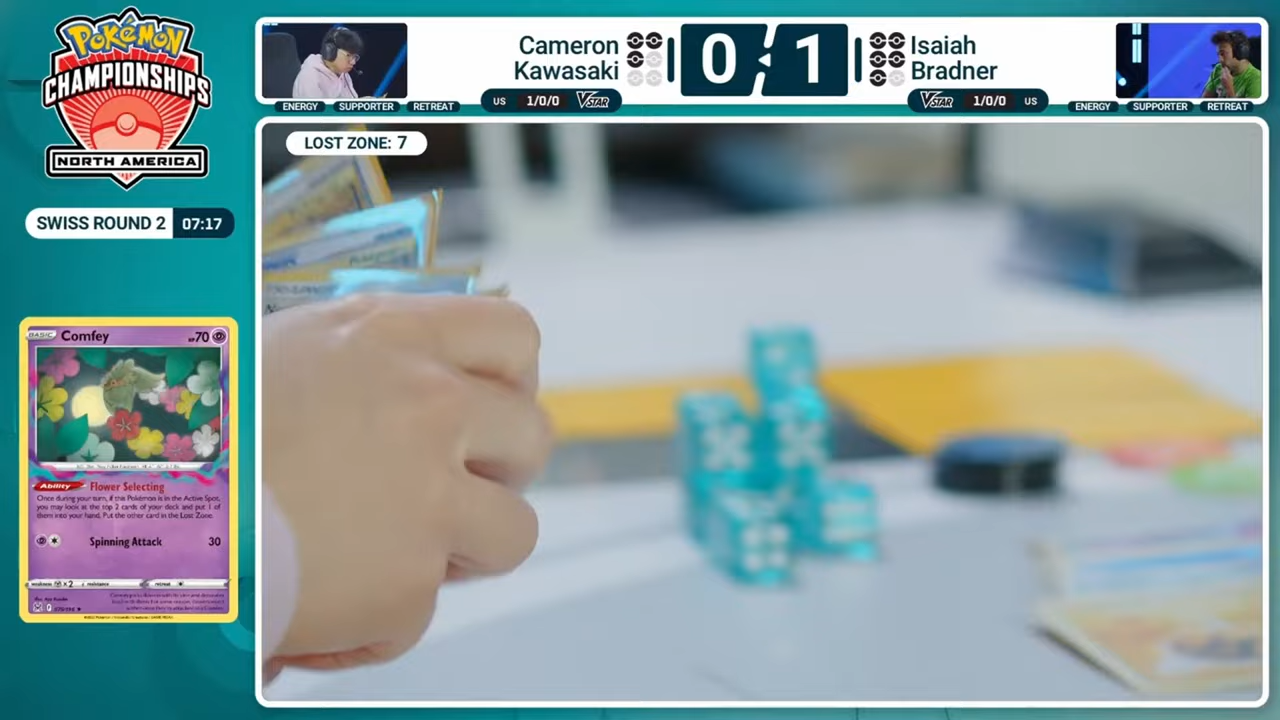 POKÉMON
CHAMPIONSHIPS
NORTH AMERICA
SWISS ROUND 2 07:17
Cameron
Kawasaki
0 1
Isaiah
Bradner
ENERGY SUPPORTER RETREAT
US 1/0/0 VSTAR
VSTAR 1/0/0 US
ENERGY SUPPORTER RETREAT
LOST ZONE: 7
BASIC Comfey HP70
Ability Flower Selecting
Once during your turn, if this Pokémon is in the Active Spot,
you may look at the top 2 cards of your deck and put 1 of
them into your hand. Put the other card in the Lost Zone.
Spinning Attack 30
weakness ×2 resistance retreat